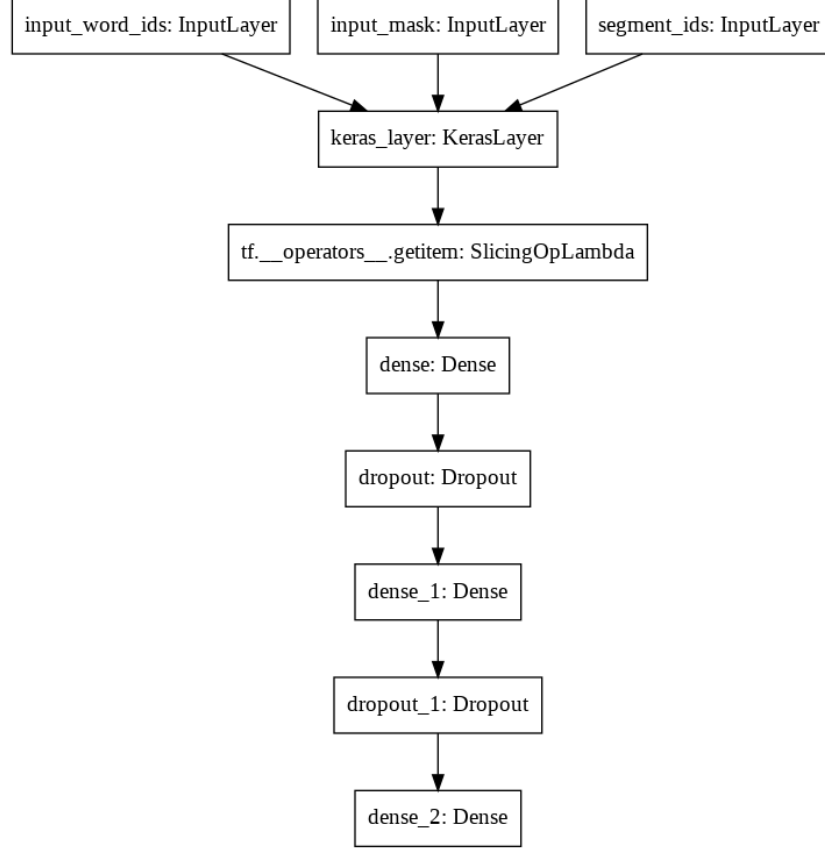 input_word_ids: InputLayer
input_mask: InputLayer
segment_ids: InputLayer
keras_layer: KerasLayer
tf.__operators__.getitem: SlicingOpLambda
dense: Dense
dropout: Dropout
dense_1: Dense
dropout_1: Dropout
dense_2: Dense